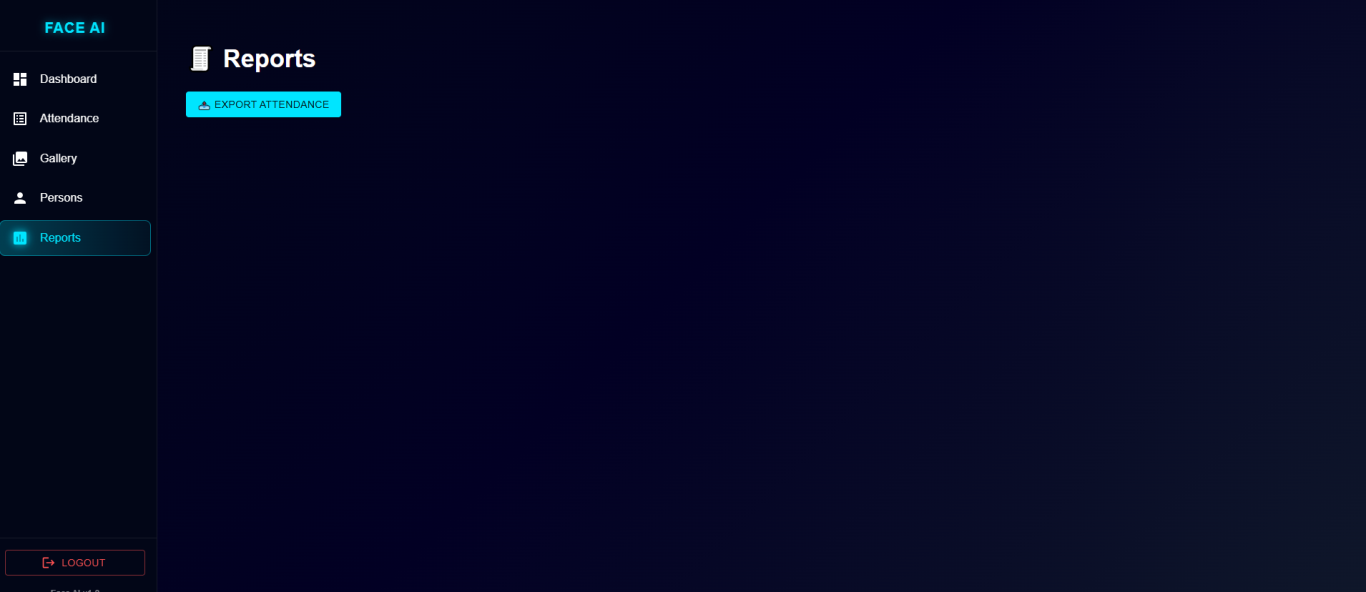 FACE AI
Dashboard
Attendance
Gallery
Persons
Reports
LOGOUT
Reports
EXPORT ATTENDANCE